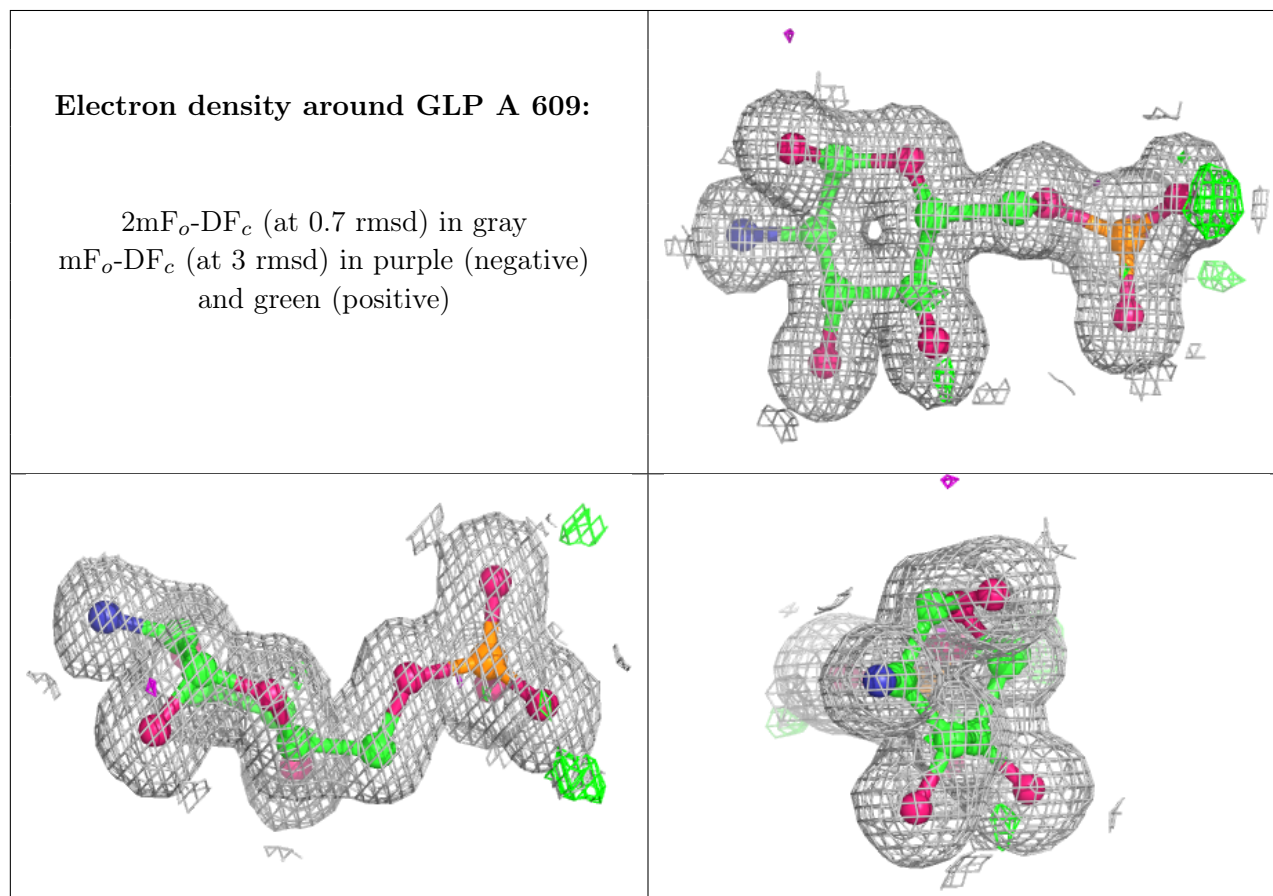 Electron density around GLP A 609:
2mFo-DFc (at 0.7 rmsd) in gray
mFo-DFc (at 3 rmsd) in purple (negative)
and green (positive)